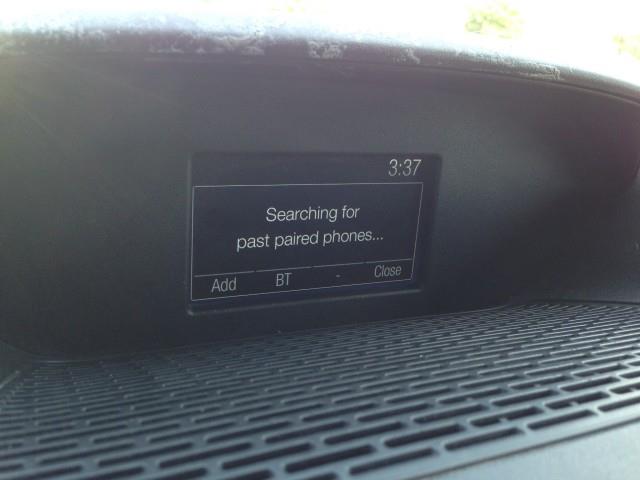 3:37
Searching for
past paired phones...
Add BT - Close